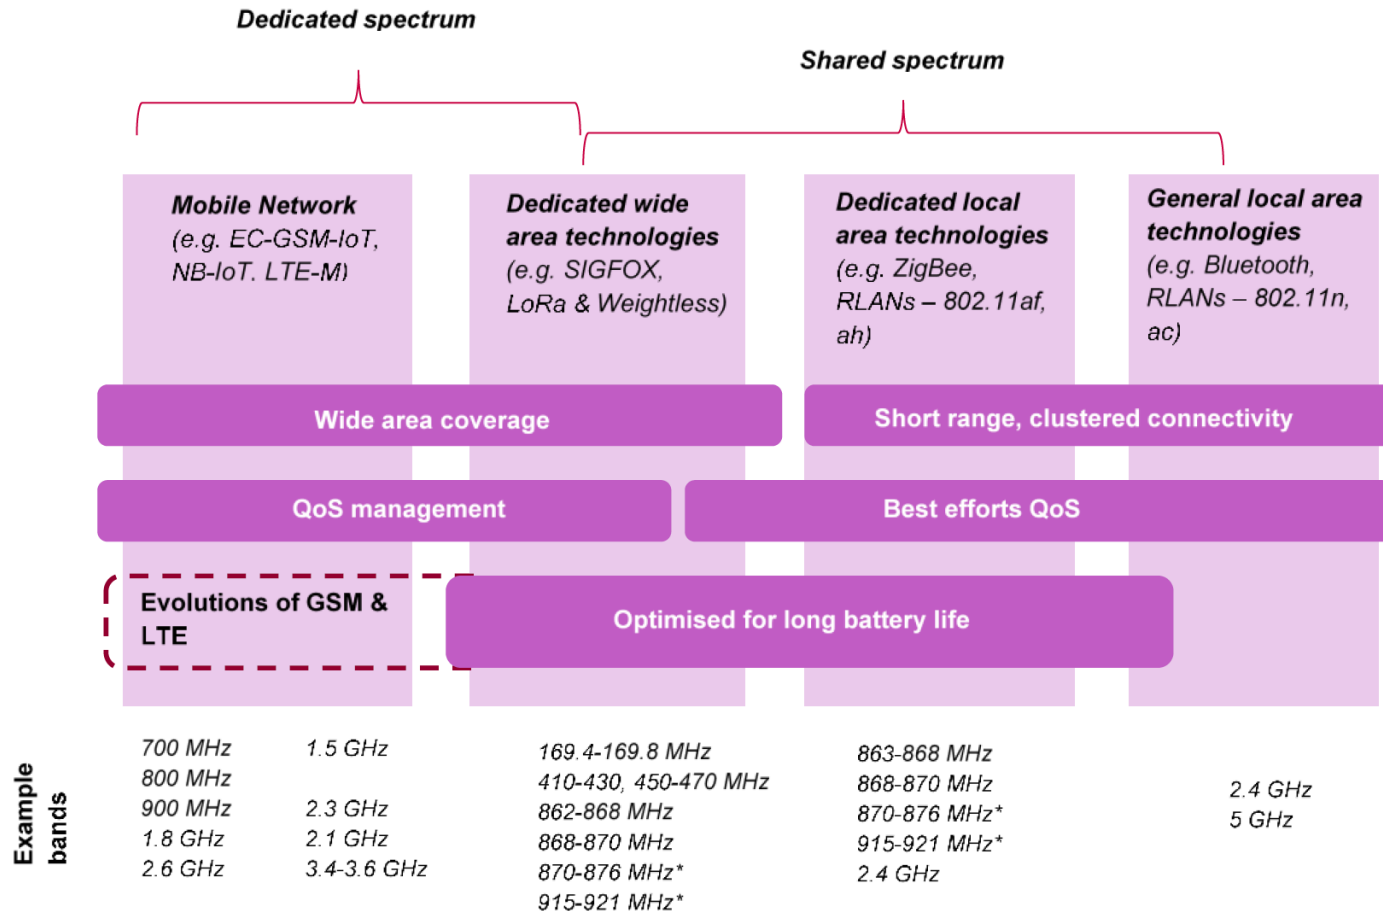 Dedicated spectrum
Shared spectrum
Mobile Network
(e.g. EC-GSM-IoT,
NB-IoT. LTE-M)
Dedicated wide
area technologies
(e.g. SIGFOX,
LoRa & Weightless)
Dedicated local
area technologies
(e.g. ZigBee,
RLANs – 802.11af,
ah)
General local area
technologies
(e.g. Bluetooth,
RLANs – 802.11n,
ac)
Wide area coverage
Short range, clustered connectivity
QoS management
Best efforts QoS
Evolutions of GSM &
LTE
Optimised for long battery life
Example
bands
700 MHz
800 MHz
900 MHz
1.8 GHz
2.6 GHz
1.5 GHz
2.3 GHz
2.1 GHz
3.4-3.6 GHz
169.4-169.8 MHz
410-430, 450-470 MHz
862-868 MHz
868-870 MHz
870-876 MHz*
915-921 MHz*
863-868 MHz
868-870 MHz
870-876 MHz*
915-921 MHz*
2.4 GHz
2.4 GHz
5 GHz